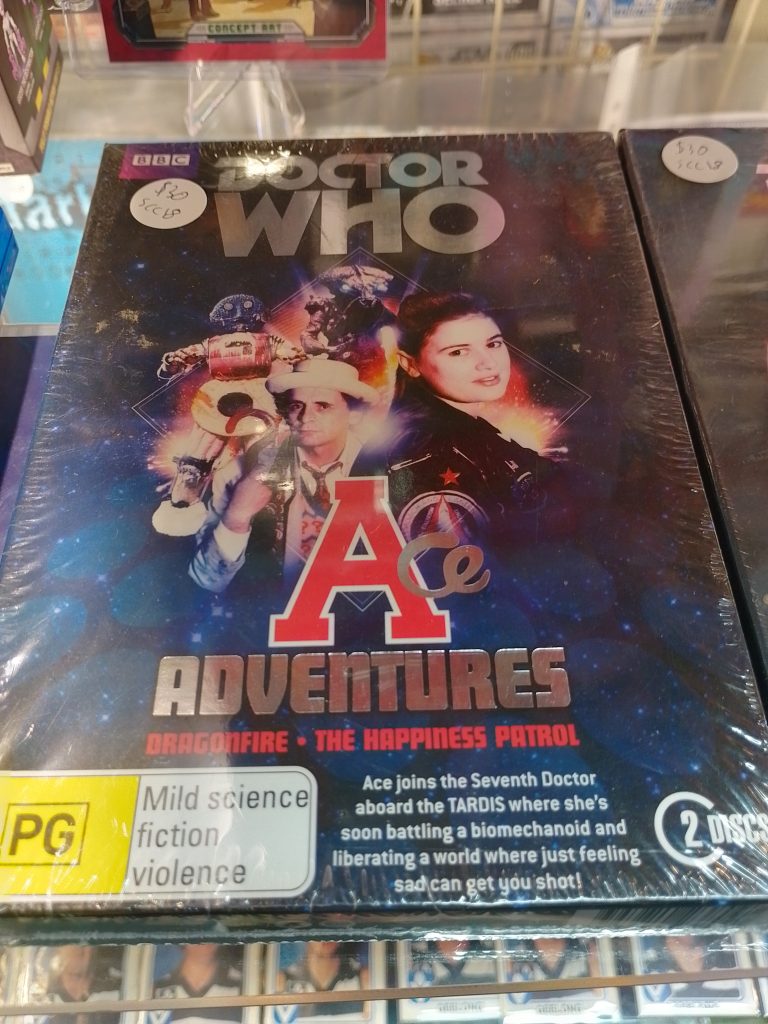 CONCEPT ART
BBC
DOCTOR
WHO
$30
$30
Ace
ADVENTURES
DRAGONFIRE • THE HAPPINESS PATROL
PG
Mild science
fiction
violence
Ace joins the Seventh Doctor
aboard the TARDIS where she's
soon battling a biomechanoid and
liberating a world where just feeling
sad can get you shot!
2 DISCS